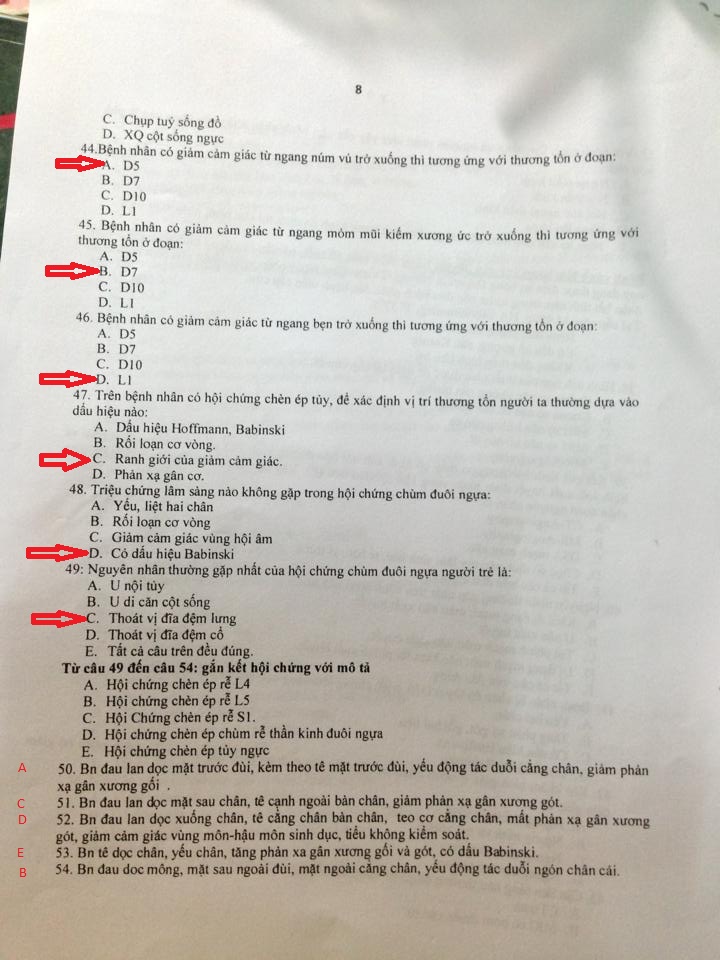 8
C. Chụp tuỷ sống đồ
D. XQ cột sống ngực
44.Bệnh nhân có giảm cảm giác từ ngang núm vú trở xuống thì tương ứng với thương tổn ở đoạn:
A. D5
B. D7
C. D10
D. L1
45. Bệnh nhân có giảm cảm giác từ ngang mỏm mũi kiếm xương ức trở xuống thì tương ứng với
thương tổn ở đoạn:
A. D5
B. D7
C. D10
D. L1
46. Bệnh nhân có giảm cảm giác từ ngang bẹn trở xuống thì tương ứng với thương tổn ở đoạn:
A. D5
B. D7
C. D10
D. L1
47. Trên bệnh nhân có hội chứng chèn ép tủy, để xác định vị trí thương tổn người ta thường dựa vào
dấu hiệu nào:
A. Dấu hiệu Hoffmann, Babinski
B. Rối loạn cơ vòng.
C. Ranh giới của giảm cảm giác.
D. Phản xạ gân cơ.
48. Triệu chứng lâm sàng nào không gặp trong hội chứng chùm đuôi ngựa:
A. Yếu, liệt hai chân
B. Rối loạn cơ vòng
C. Giảm cảm giác vùng hội âm
D. Có dấu hiệu Babinski
49: Nguyên nhân thường gặp nhất của hội chứng chùm đuôi ngựa người trẻ là:
A. U nội tủy
B. U di căn cột sống
C. Thoát vị đĩa đệm lưng
D. Thoát vị đĩa đệm cổ
E. Tất cả câu trên đều đúng.
Từ câu 49 đến câu 54: gắn kết hội chứng với mô tả
A. Hội chứng chèn ép rễ L4
B. Hội chứng chèn ép rễ L5
C. Hội Chứng chèn ép rễ S1.
D. Hội chứng chèn ép chùm rễ thần kinh đuôi ngựa
E. Hội chứng chèn ép tủy ngực
A 50. Bn đau lan dọc mặt trước đùi, kèm theo tê mặt trước đùi, yếu động tác duỗi cẳng chân, giảm phản
xạ gân xương gối .
C 51. Bn đau lan dọc mặt sau chân, tê cạnh ngoài bàn chân, giảm phản xạ gân xương gót.
D 52. Bn đau lan dọc xuống chân, tê cẳng chân bàn chân, teo cơ cẳng chân, mất phản xạ gân xương
gót, giảm cảm giác vùng môn-hậu môn sinh dục, tiểu không kiểm soát.
E 53. Bn tê dọc chân, yếu chân, tăng phản xa gân xương gối và gót, có dấu Babinski.
B 54. Bn đau doc mông, mặt sau ngoài đùi, mặt ngoài cẳng chân, yếu động tác duỗi ngón chân cái.